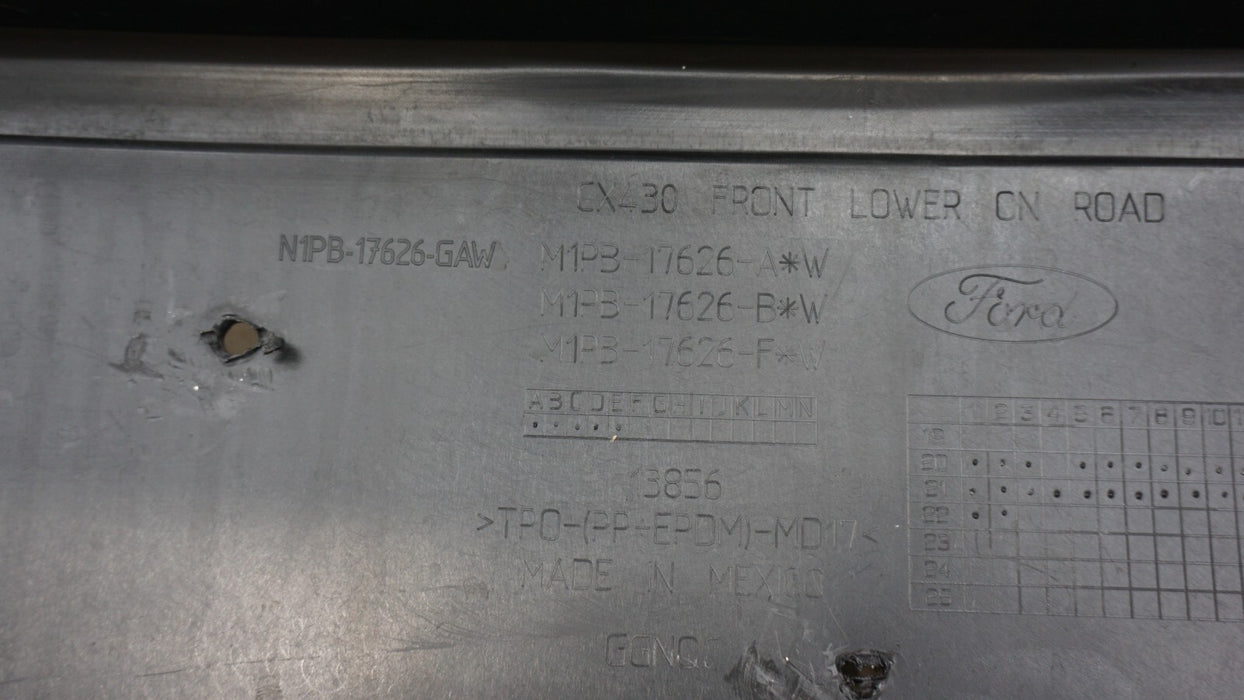 CX430 FRONT LOWER CN ROAD
N1PB-17626-GAW M1PB-17626-A*W
M1PB-17626-B*W
M1PB-17626-F*W
Ford
A B C D E F G H I J K L M N
1 2 3 4 5 6 7 8 9 10 11
19
20
21
22
23
24
25
13856
>TPO-(PP+EPDM)-MD17<
MADE IN MEXICO